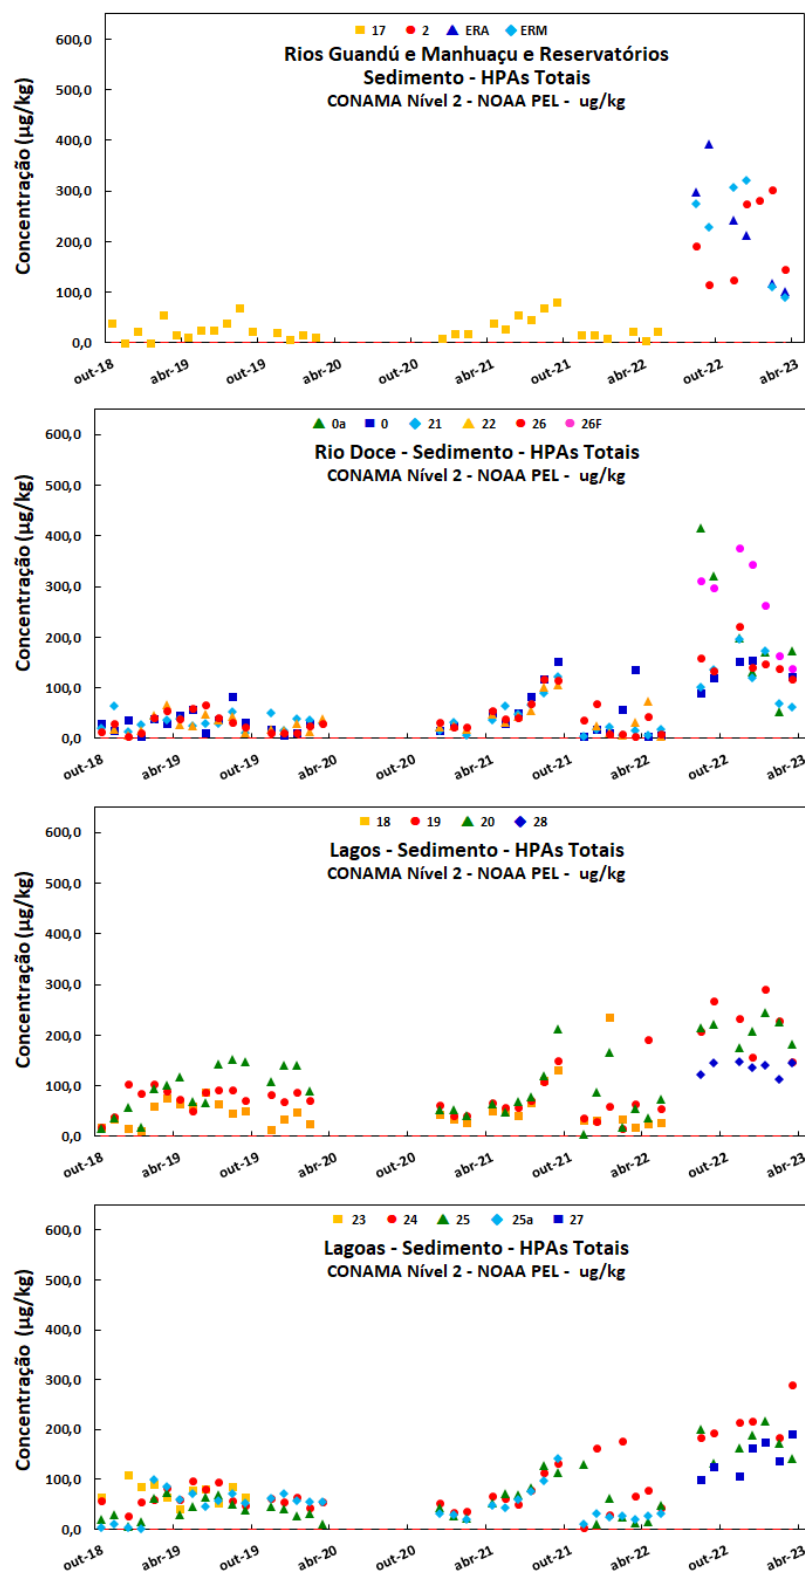 17 2 ERA ERM
Rios Guandú e Manhuaçu e Reservatórios
Sedimento - HPAs Totais
CONAMA Nível 2 - NOAA PEL - ug/kg
Concentração (µg/kg)
600,0
500,0
400,0
300,0
200,0
100,0
0,0
out-18 abr-19 out-19 abr-20 out-20 abr-21 out-21 abr-22 out-22 abr-23
0a 0 21 22 26 26F
Rio Doce - Sedimento - HPAs Totais
CONAMA Nível 2 - NOAA PEL - ug/kg
Concentração (µg/kg)
600,0
500,0
400,0
300,0
200,0
100,0
0,0
out-18 abr-19 out-19 abr-20 out-20 abr-21 out-21 abr-22 out-22 abr-23
18 19 20 28
Lagos - Sedimento - HPAs Totais
CONAMA Nível 2 - NOAA PEL - ug/kg
Concentração (µg/kg)
600,0
500,0
400,0
300,0
200,0
100,0
0,0
out-18 abr-19 out-19 abr-20 out-20 abr-21 out-21 abr-22 out-22 abr-23
23 24 25 25a 27
Lagoas - Sedimento - HPAs Totais
CONAMA Nível 2 - NOAA PEL - ug/kg
Concentração (µg/kg)
600,0
500,0
400,0
300,0
200,0
100,0
0,0
out-18 abr-19 out-19 abr-20 out-20 abr-21 out-21 abr-22 out-22 abr-23